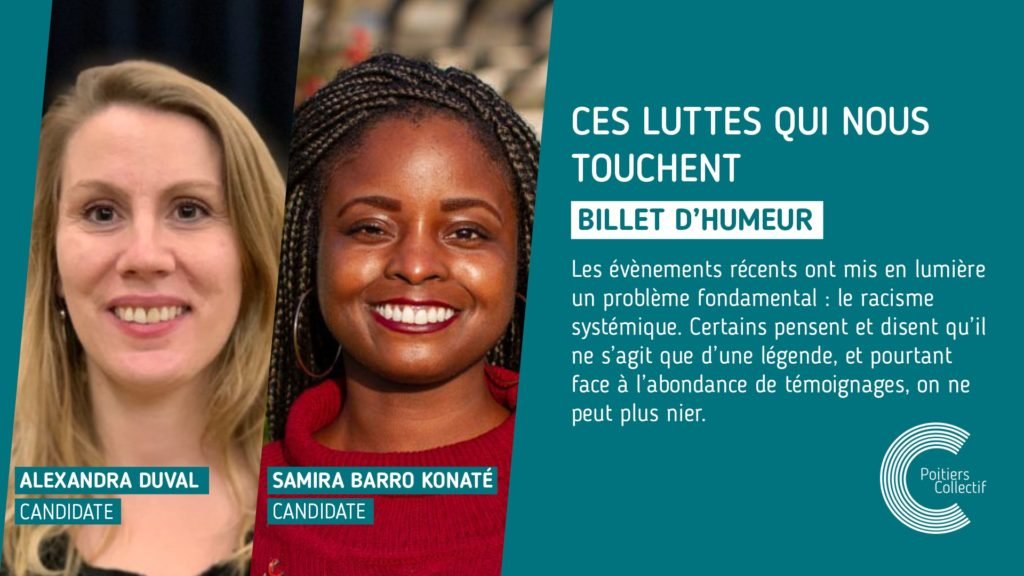 CES LUTTES QUI NOUS
TOUCHENT
BILLET D'HUMEUR
Les évènements récents ont mis en lumière
un problème fondamental : le racisme
systémique. Certains pensent et disent qu'il
ne s'agit que d'une légende, et pourtant
face à l'abondance de témoignages, on ne
peut plus nier.
ALEXANDRA DUVAL
CANDIDATE
SAMIRA BARRO KONATÉ
CANDIDATE
Poitiers
Collectif